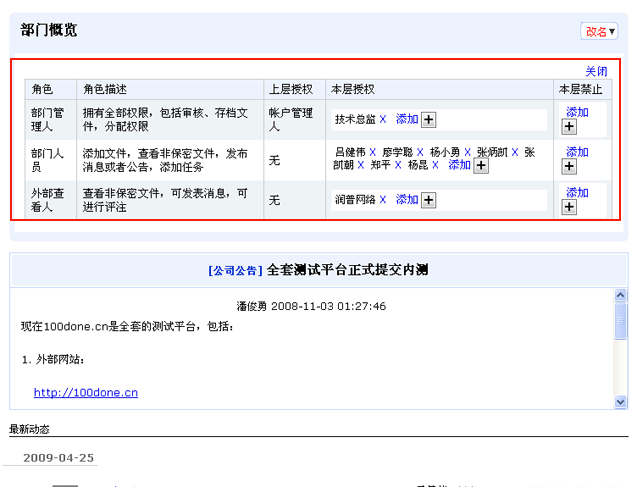 部门概览
改名▼
关闭
角色 角色描述 上层授权 本层授权 本层禁止
部门管理人 拥有全部权限，包括审核、存档文件，分配权限 帐户管理人 技术总监 X 添加 + 添加 +
部门人员 添加文件，查看非保密文件，发布消息或者公告，添加任务 无 吕健伟 X 廖学聪 X 杨小勇 X 张炳凯 X 张凯朝 X 郑平 X 杨昆 X 添加 + 添加 +
外部查看人 查看非保密文件，可发表消息，可进行评注 无 润普网络 X 添加 + 添加 +
[公司公告] 全套测试平台正式提交内测
潘俊勇 2008-11-03 01:27:46
现在100done.cn是全套的测试平台，包括：
1. 外部网站：
http://100done.cn
最新动态
2009-04-25